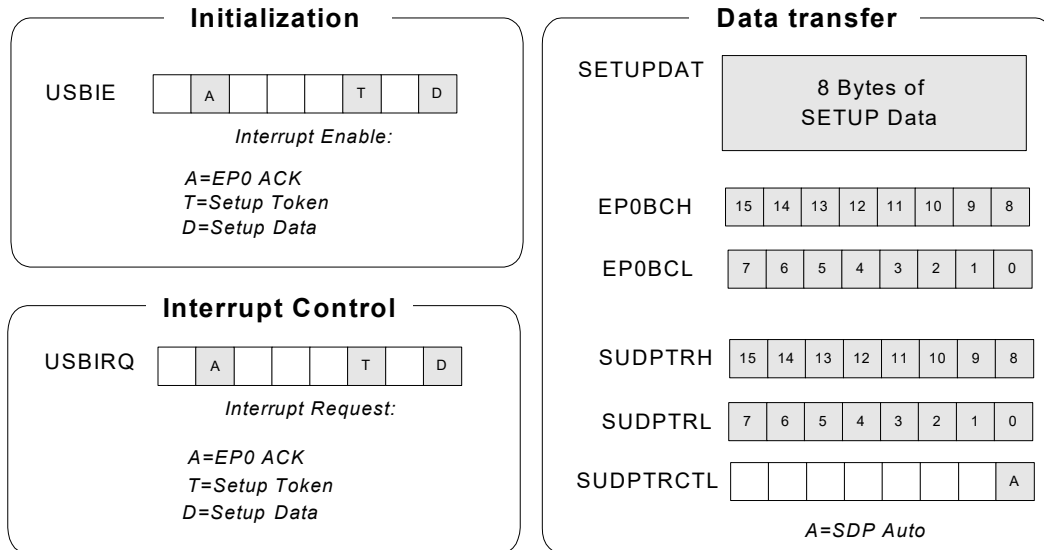 Initialization
USBIE
A T D
Interrupt Enable:
A=EP0 ACK
T=Setup Token
D=Setup Data
Interrupt Control
USBIRQ
A T D
Interrupt Request:
A=EP0 ACK
T=Setup Token
D=Setup Data
Data transfer
SETUPDAT
8 Bytes of
SETUP Data
EP0BCH
15 14 13 12 11 10 9 8
EP0BCL
7 6 5 4 3 2 1 0
SUDPTRH
15 14 13 12 11 10 9 8
SUDPTRL
7 6 5 4 3 2 1 0
SUDPTRCTL
A
A=SDP Auto